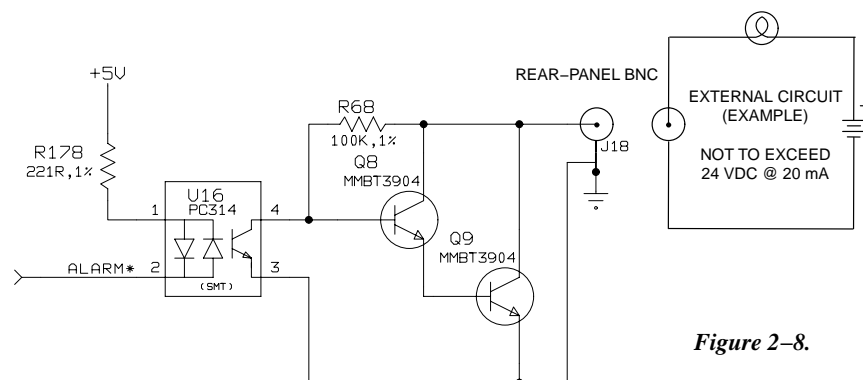 +5V
R178
221R,1%
U16
PC314
1
4
2
3
ALARM*
(SMT)
R68
100K,1%
Q8
MMBT3904
Q9
MMBT3904
REAR–PANEL BNC
J18
EXTERNAL CIRCUIT
(EXAMPLE)
NOT TO EXCEED
24 VDC @ 20 mA
+
Figure 2–8.